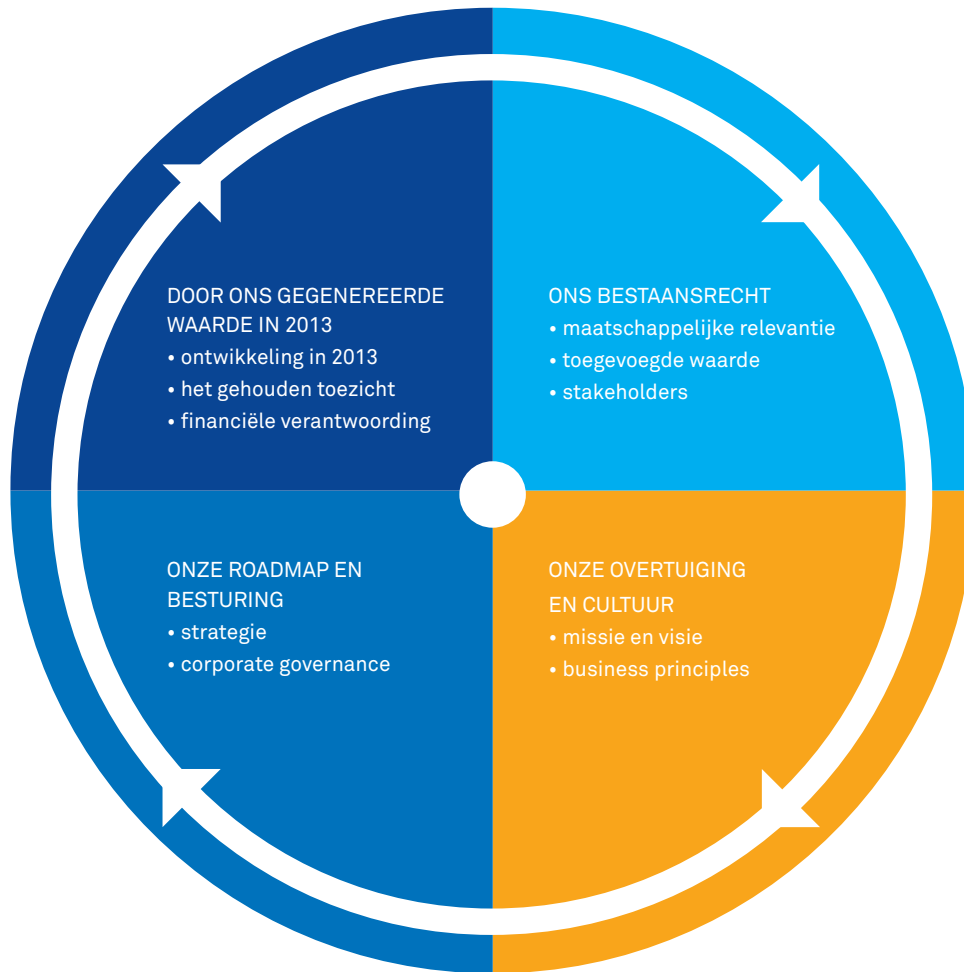 DOOR ONS GEGENEREERDE
WAARDE IN 2013
• ontwikkeling in 2013
• het gehouden toezicht
• financiële verantwoording
ONS BESTAANSRECHT
• maatschappelijke relevantie
• toegevoegde waarde
• stakeholders
ONZE ROADMAP EN
BESTURING
• strategie
• corporate governance
ONZE OVERTUIGING
EN CULTUUR
• missie en visie
• business principles